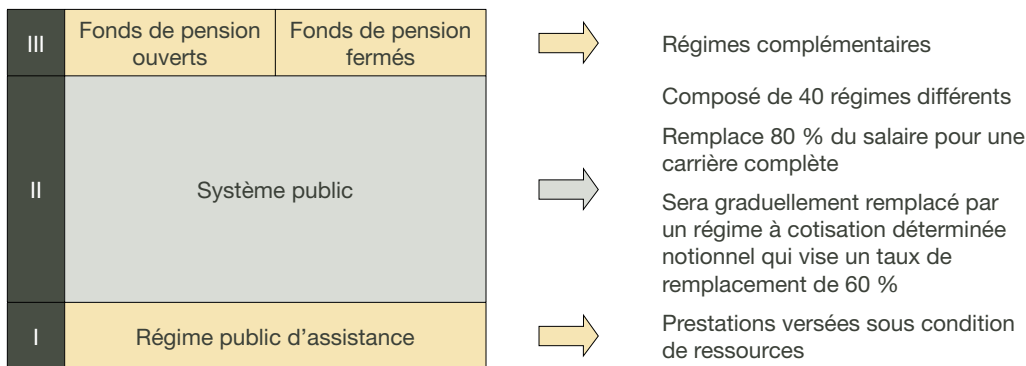 III
Fonds de pension
ouverts
Fonds de pension
fermés
Régimes complémentaires
II
Système public
Composé de 40 régimes différents
Remplace 80 % du salaire pour une
carrière complète
Sera graduellement remplacé par
un régime à cotisation déterminée
notionnel qui vise un taux de
remplacement de 60 %
I
Régime public d’assistance
Prestations versées sous condition
de ressources